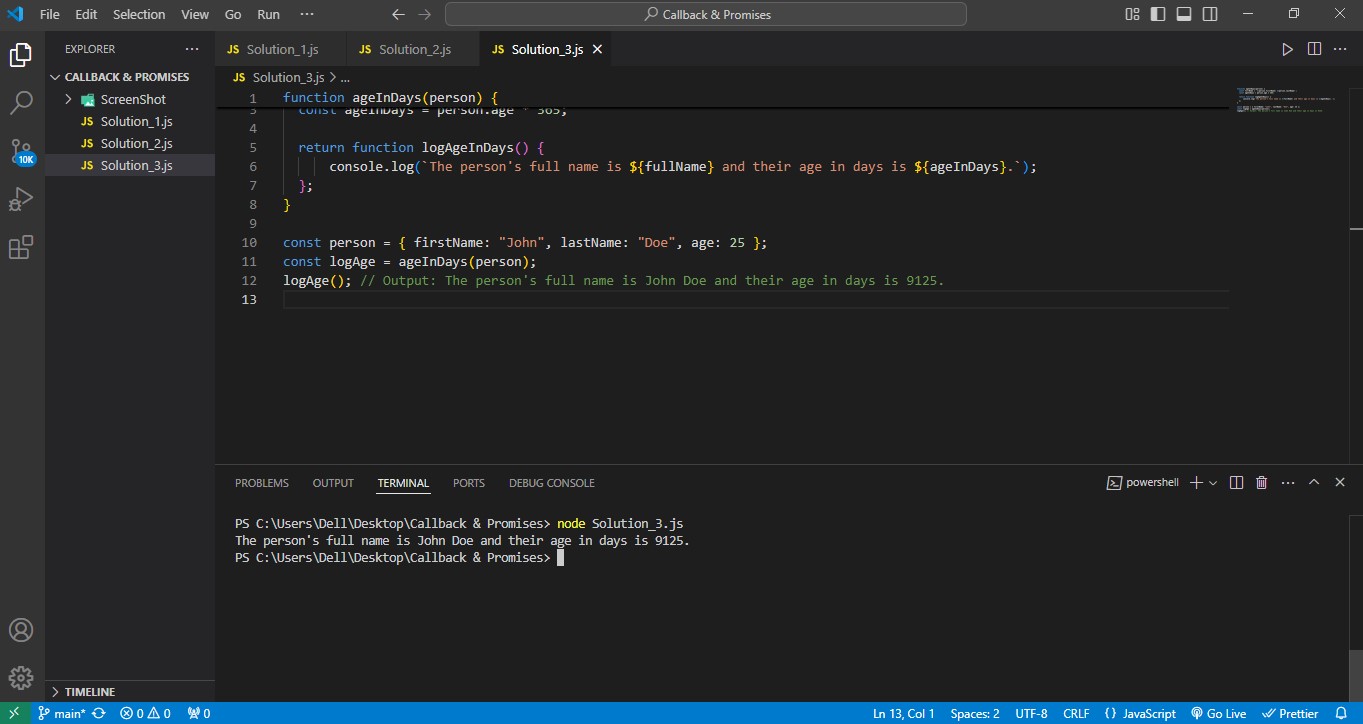 File Edit Selection View Go Run ··· Callback & Promises
EXPLORER ···
CALLBACK & PROMISES
ScreenShot
JS Solution_1.js
JS Solution_2.js
JS Solution_3.js
10K
TIMELINE
JS Solution_1.js JS Solution_2.js JS Solution_3.js
JS Solution_3.js > ...
1 function ageInDays(person) {
3 const ageInDays = person.age * 365;
4
5 return function logAgeInDays() {
6 console.log(`The person's full name is ${fullName} and their age in days is ${ageInDays}.`);
7 };
8 }
9
10 const person = { firstName: "John", lastName: "Doe", age: 25 };
11 const logAge = ageInDays(person);
12 logAge(); // Output: The person's full name is John Doe and their age in days is 9125.
13
PROBLEMS OUTPUT TERMINAL PORTS DEBUG CONSOLE powershell
PS C:\Users\Dell\Desktop\Callback & Promises> node Solution_3.js
The person's full name is John Doe and their age in days is 9125.
PS C:\Users\Dell\Desktop\Callback & Promises>
main* 0 0 0 Ln 13, Col 1 Spaces: 2 UTF-8 CRLF {} JavaScript Go Live Prettier